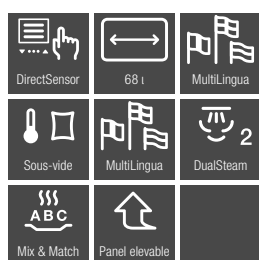 DirectSensor
68 ι
MultiLingua
Sous-vide
MultiLingua
2
DualSteam
ABC
Mix & Match
Panel elevable